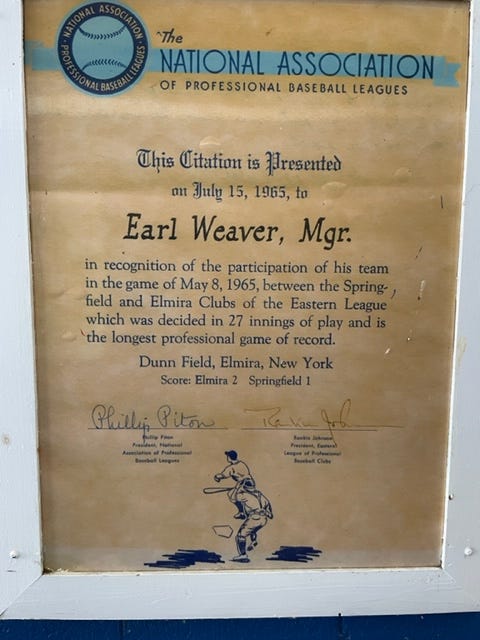 NATIONAL ASSOCIATION
PROFESSIONAL BASEBALL LEAGUES
The
NATIONAL ASSOCIATION
OF PROFESSIONAL BASEBALL LEAGUES
This Citation is Presented
on July 15, 1965, to
Earl Weaver, Mgr.
in recognition of the participation of his team
in the game of May 8, 1965, between the Spring-
field and Elmira Clubs of the Eastern League
which was decided in 27 innings of play and is
the longest professional game of record.
Dunn Field, Elmira, New York
Score: Elmira 2 Springfield 1
Phillip Piton
Rankin Johnson
Phillip Piton
President, National
Association of Professional
Baseball Leagues
Rankin Johnson
President, Eastern
League of Professional
Baseball Clubs